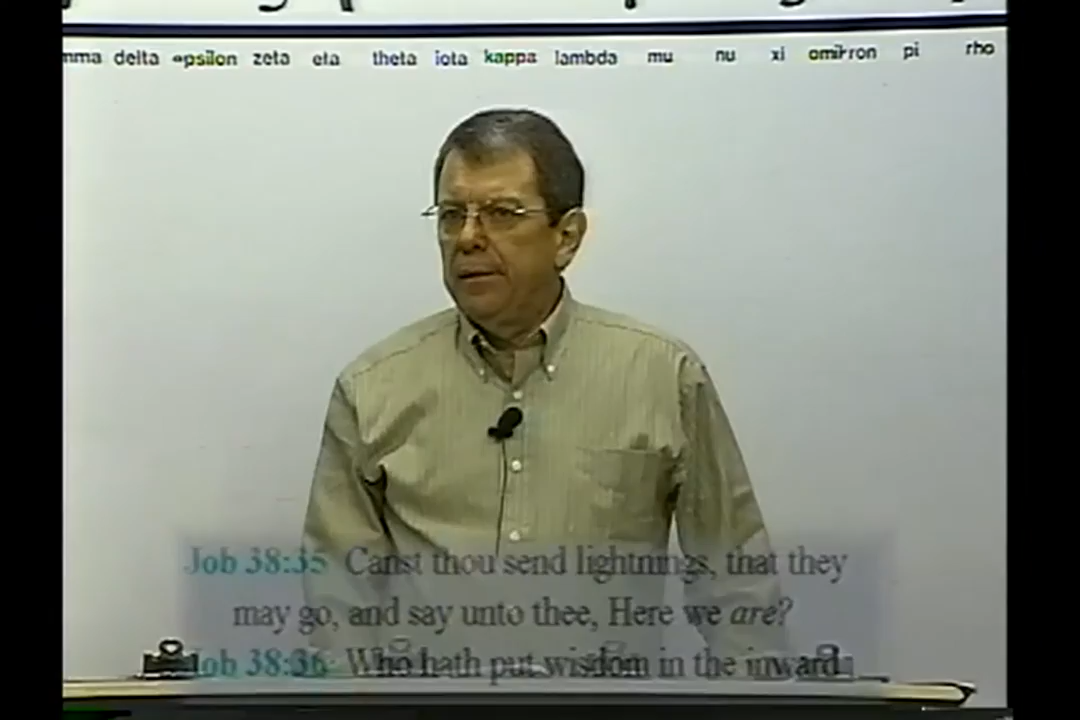 mma delta epsilon zeta eta theta iota kappa lambda mu nu xi omikron pi rho
Job 38:35 Canst thou send lightnings, that they
may go, and say unto thee, Here we are?
Job 38:36 Who hath put wisdom in the inward